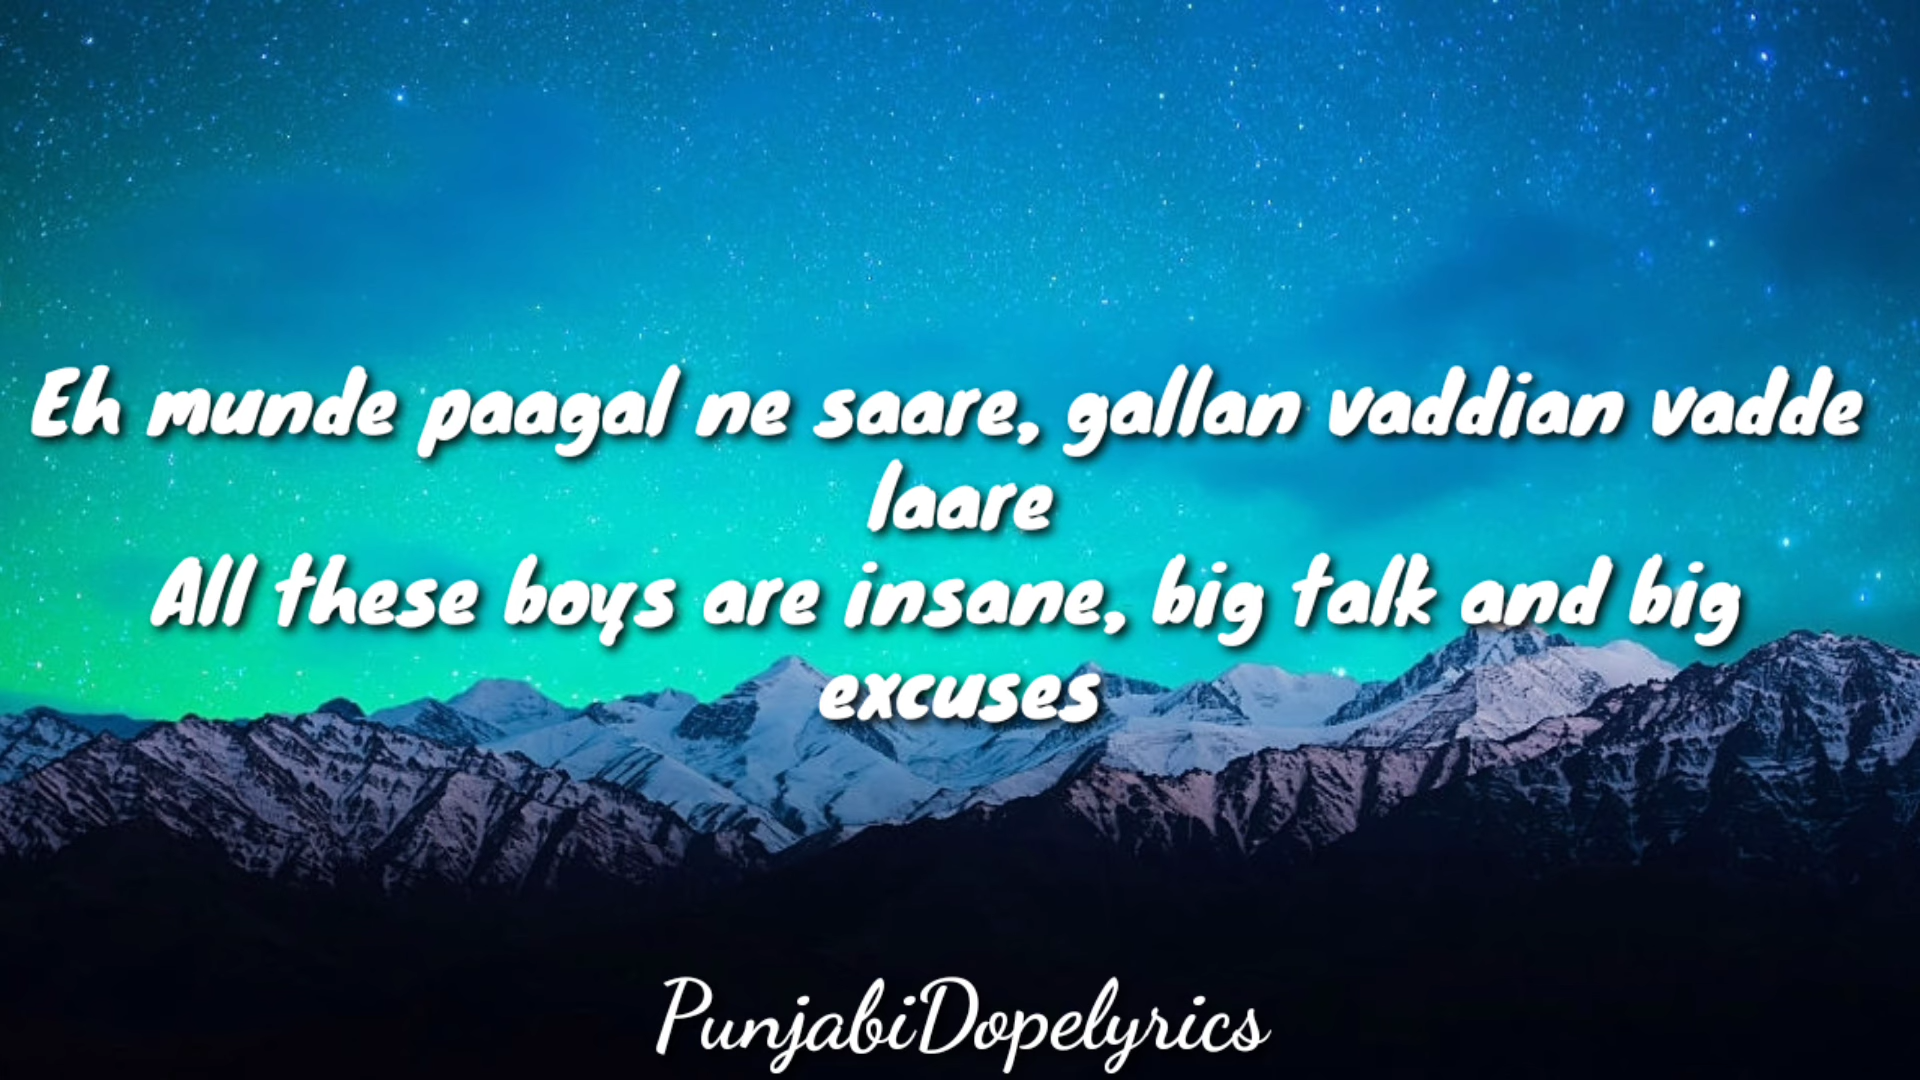 Eh munde paagal ne saare, gallan vaddian vadde
laare
All these boys are insane, big talk and big
excuses
PunjabiDopelyrics